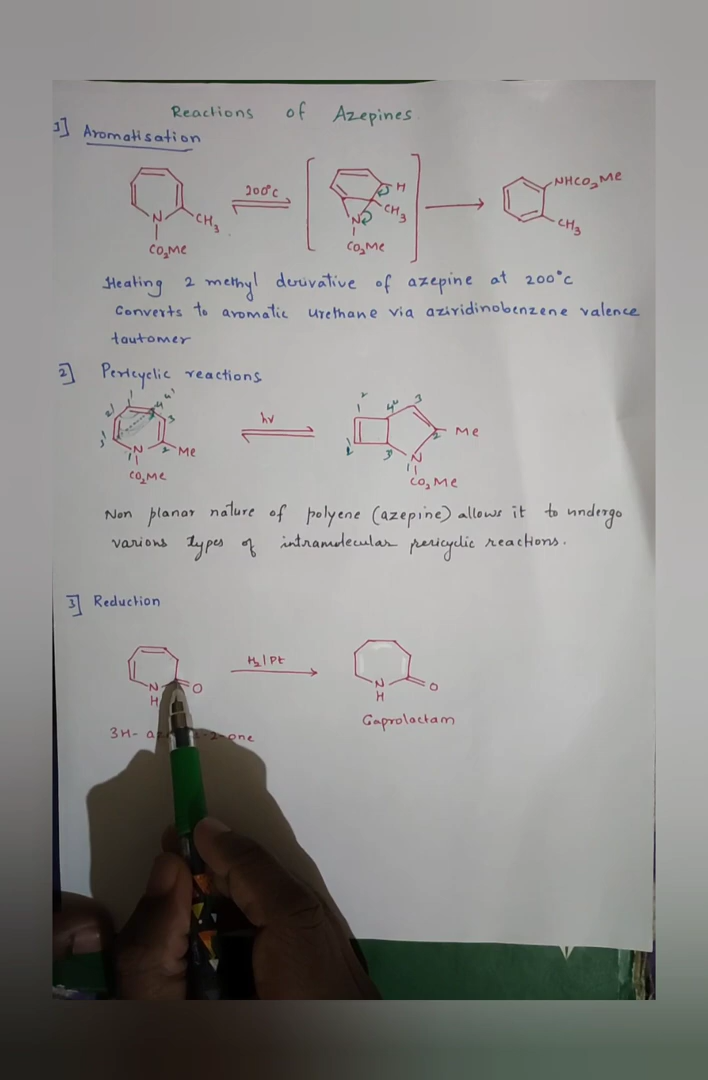 Reactions of Azepines
1] Aromatisation
200°C
N
CH3
CO2Me
H
CH3
N
CO2Me
NHCO2Me
CH3
Heating 2 methyl derivative of azepine at 200°C
Converts to aromatic urethane via aziridinobenzene valence
tautomer
2] Pericyclic reactions
hν
N
Me
CO2Me
Me
N
CO2Me
Non planar nature of polyene (azepine) allows it to undergo
various types of intramolecular pericyclic reactions.
3] Reduction
H2/Pt
N
H
O
N
H
O
3H- -2-one
Caprolactam